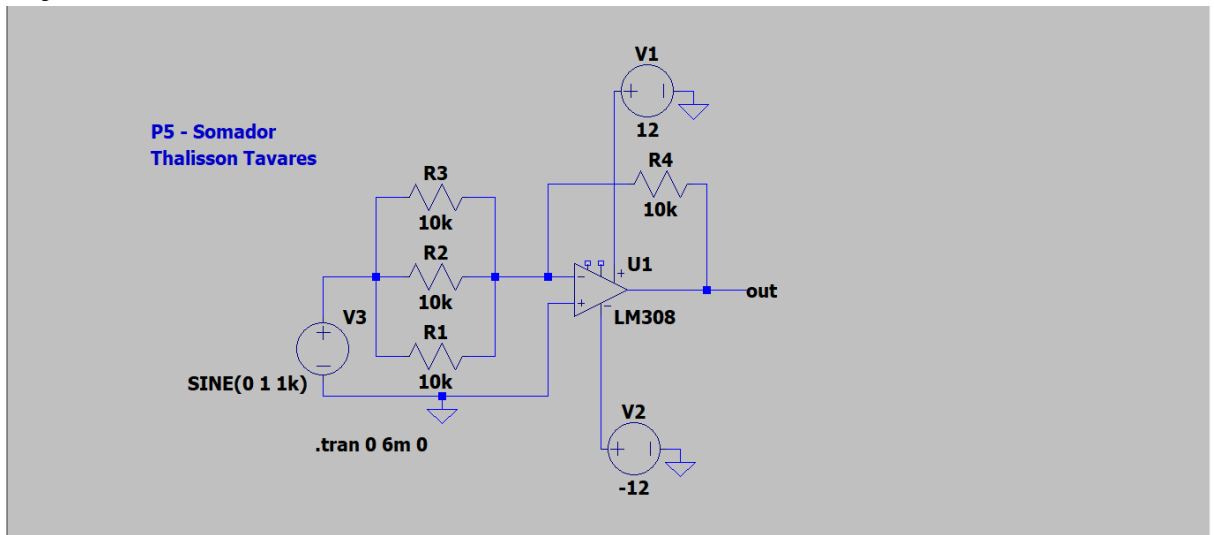 V1
12
P5 - Somador
Thalisson Tavares
R3
10k
R4
10k
R2
10k
U1
LM308
out
V3
R1
10k
SINE(0 1 1k)
V2
-12
.tran 0 6m 0